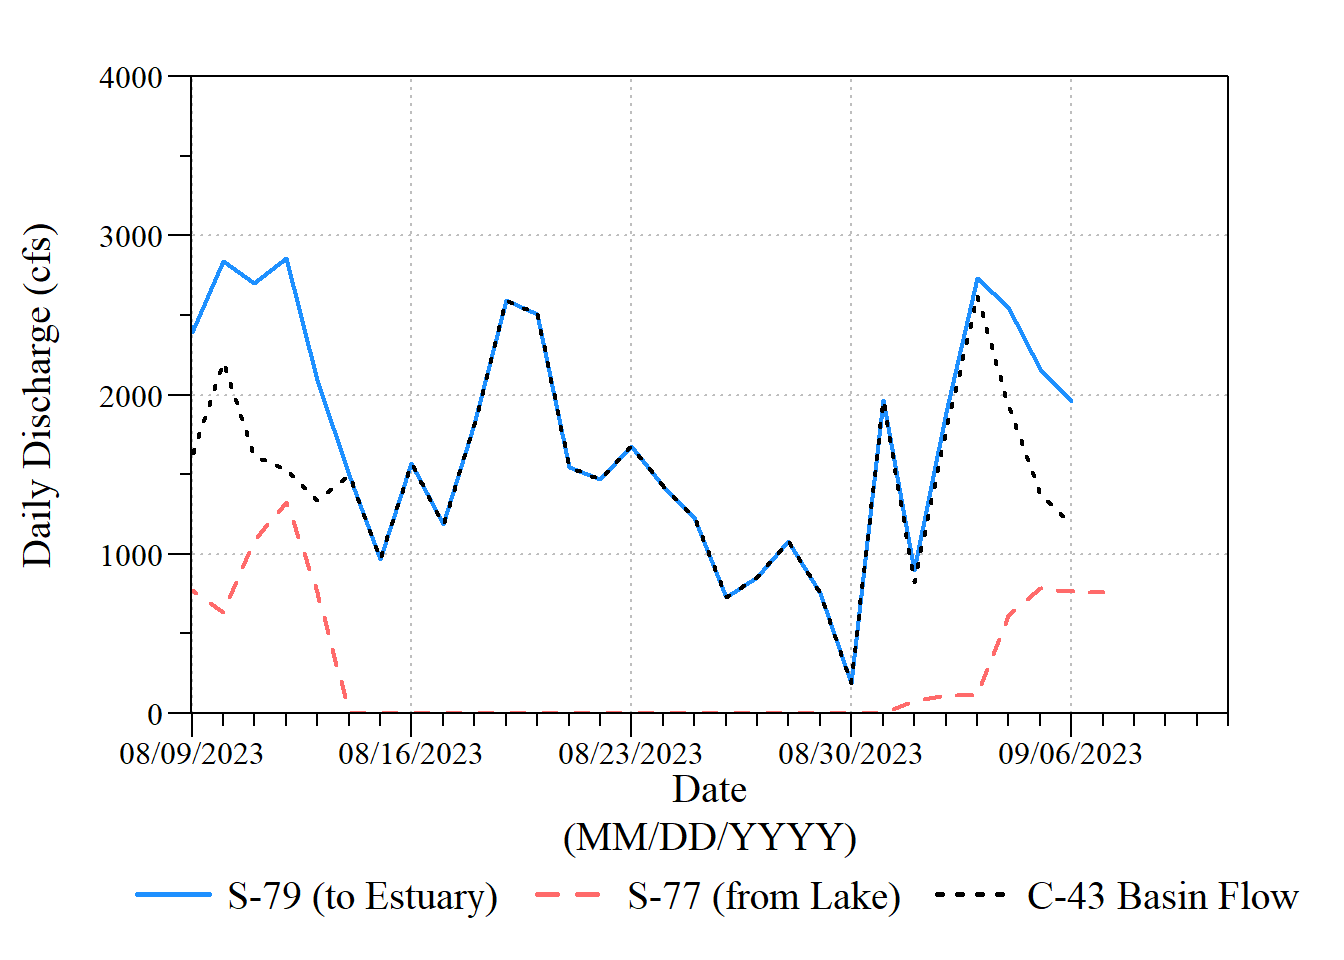 Daily Discharge (cfs)
4000
3000
2000
1000
0
08/09/2023 08/16/2023 08/23/2023 08/30/2023 09/06/2023
Date
(MM/DD/YYYY)
S-79 (to Estuary) S-77 (from Lake) C-43 Basin Flow